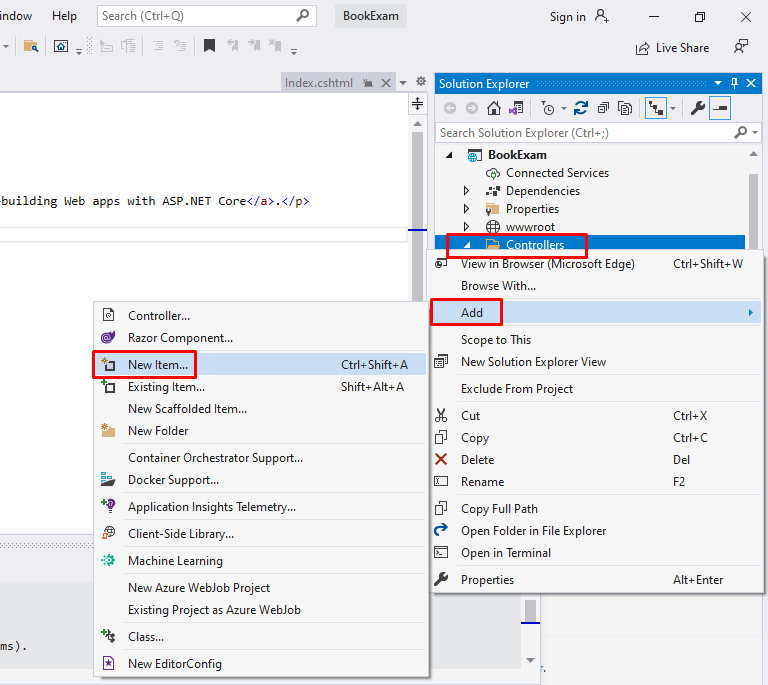 indow Help Search (Ctrl+Q) BookExam Sign in
Live Share
Index.cshtml
-building Web apps with ASP.NET Core</a>.</p>
Solution Explorer
Search Solution Explorer (Ctrl+;)
BookExam
Connected Services
Dependencies
Properties
wwwroot
Controllers
View in Browser (Microsoft Edge) Ctrl+Shift+W
Browse With...
Add
Scope to This
New Solution Explorer View
Exclude From Project
Cut Ctrl+X
Copy Ctrl+C
Delete Del
Rename F2
Copy Full Path
Open Folder in File Explorer
Open in Terminal
Properties Alt+Enter
Controller...
Razor Component...
New Item... Ctrl+Shift+A
Existing Item... Shift+Alt+A
New Scaffolded Item...
New Folder
Container Orchestrator Support...
Docker Support...
Application Insights Telemetry...
Client-Side Library...
Machine Learning
New Azure WebJob Project
Existing Project as Azure WebJob
Class...
New EditorConfig
ms).